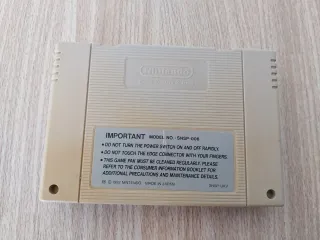 Nintendo
IMPORTANT MODEL NO. SHSP-006
• DO NOT TURN THE POWER SWITCH ON AND OFF RAPIDLY.
• DO NOT TOUCH THE EDGE CONNECTOR WITH YOUR FINGERS.
• THIS GAME PAK MUST BE CLEANED REGULARLY. PLEASE
REFER TO THE CONSUMER INFORMATION BOOKLET FOR
ADDITIONAL PRECAUTIONS AND MAINTENANCE DETAILS.
NINTENDO MADE IN JAPAN